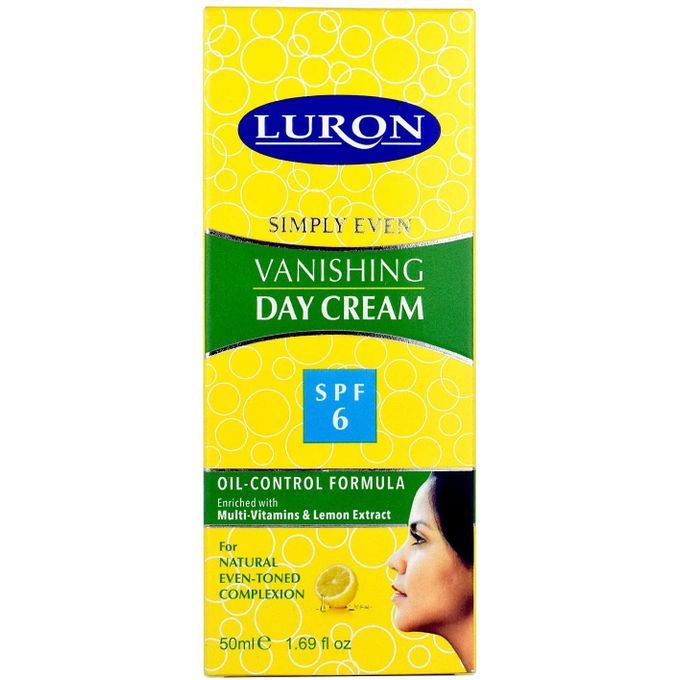 LURON
SIMPLY EVEN
VANISHING
DAY CREAM
SPF
6
OIL-CONTROL FORMULA
Enriched with
Multi-Vitamins & Lemon Extract
For
NATURAL
EVEN-TONED
COMPLEXION
50ml℮ 1.69 fl oz